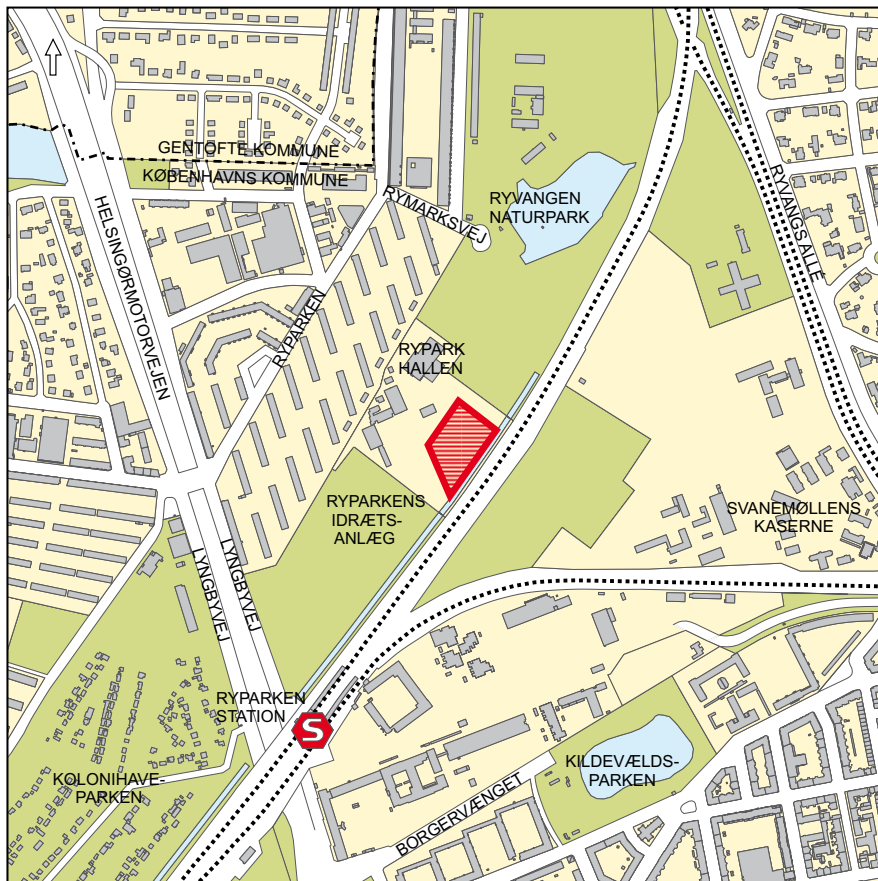 GENTOFTE KOMMUNE
KØBENHAVNS KOMMUNE
RYMARKSVEJ
RYVANGEN
NATURPARK
RYVANGS ALLE
HELSINGØRMOTORVEJEN
RYPARKEN
RYPARK
HALLEN
RYPARKENS
IDRÆTS-
ANLÆG
SVANEMØLLENS
KASERNE
LYNGBYVEJ
LYNGBYVEJ
RYPARKEN
STATION
S
KOLONIHAVE-
PARKEN
KILDEVÆLDS-
PARKEN
BORGERVÆNGET